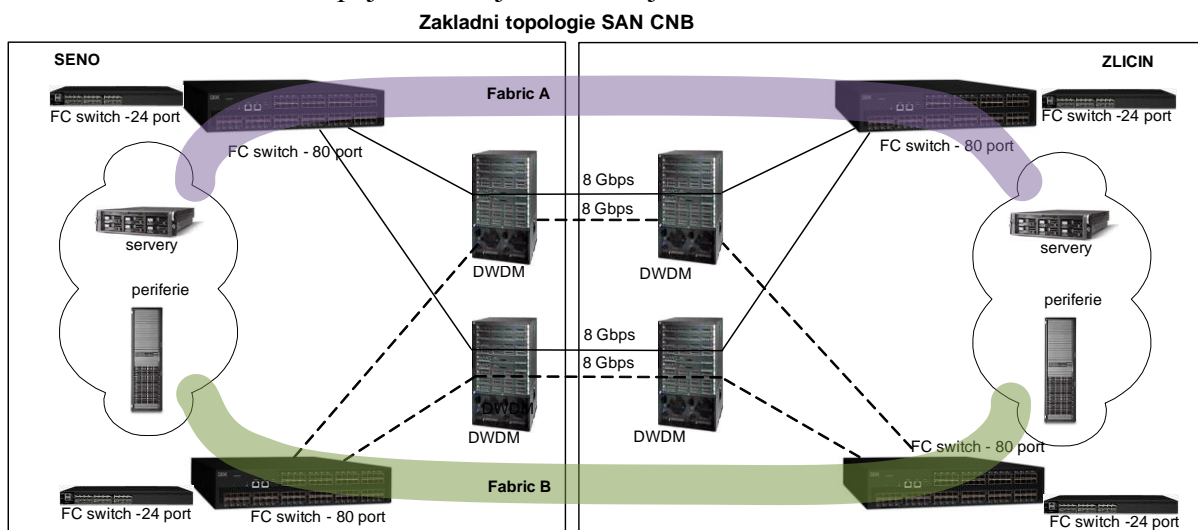 Zakladni topologie SAN CNB
SENO
ZLICIN
Fabric A
FC switch -24 port
FC switch - 80 port
FC switch - 80 port
FC switch -24 port
8 Gbps
8 Gbps
servery
servery
DWDM
DWDM
periferie
periferie
8 Gbps
8 Gbps
DWDM
DWDM
DWDM
FC switch - 80 port
Fabric B
FC switch -24 port
FC switch - 80 port
FC switch -24 port